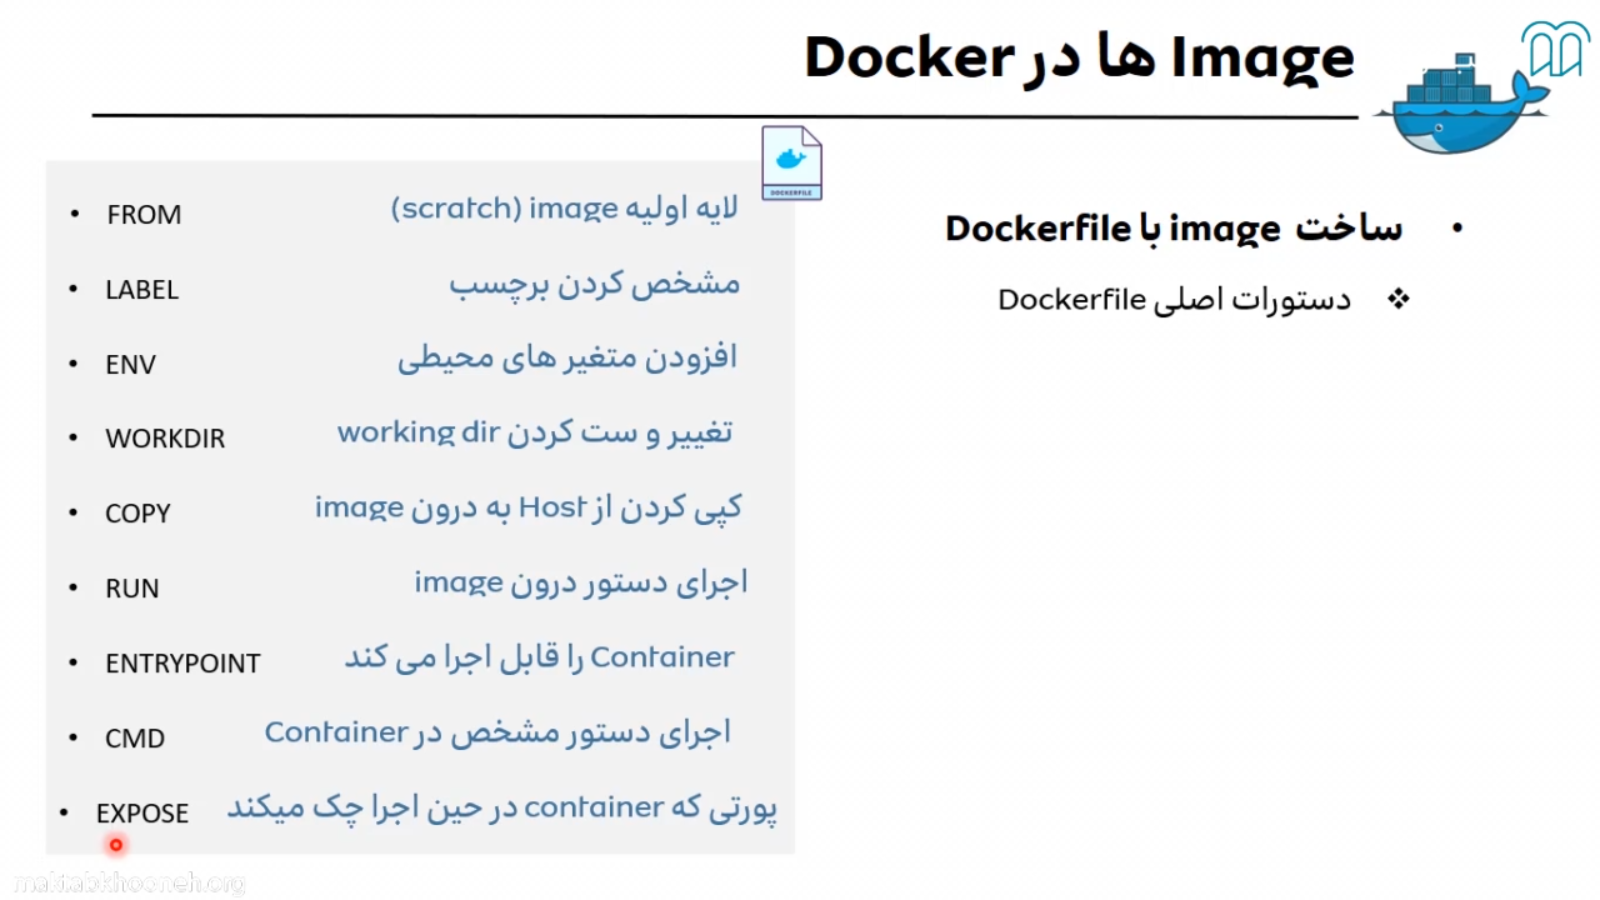 Image ها در Docker
DOCKERFILE
ساخت image با Dockerfile
دستورات اصلی Dockerfile
FROM لایه اولیه image (scratch)
LABEL مشخص کردن برچسب
ENV افزودن متغیر های محیطی
WORKDIR تغییر و ست کردن working dir
COPY کپی کردن از Host به درون image
RUN اجرای دستور درون image
ENTRYPOINT Container را قابل اجرا می کند
CMD اجرای دستور مشخص در Container
EXPOSE پورتی که container در حین اجرا چک میکند
maktabkhooneh.org